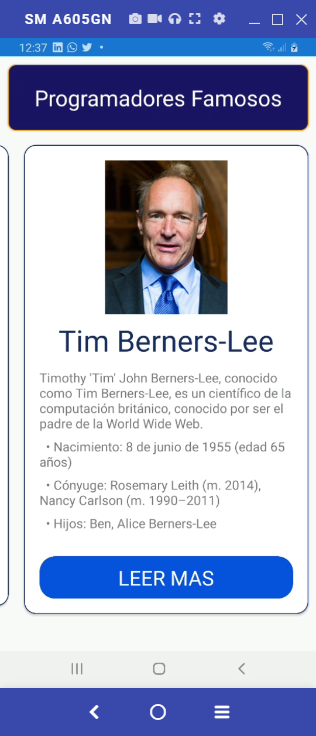 SM A605GN
12:37
Programadores Famosos
Tim Berners-Lee
Timothy 'Tim' John Berners-Lee, conocido
como Tim Berners-Lee, es un científico de la
computación británico, conocido por ser el
padre de la World Wide Web.
• Nacimiento: 8 de junio de 1955 (edad 65
años)
• Cónyuge: Rosemary Leith (m. 2014),
Nancy Carlson (m. 1990–2011)
• Hijos: Ben, Alice Berners-Lee
LEER MAS